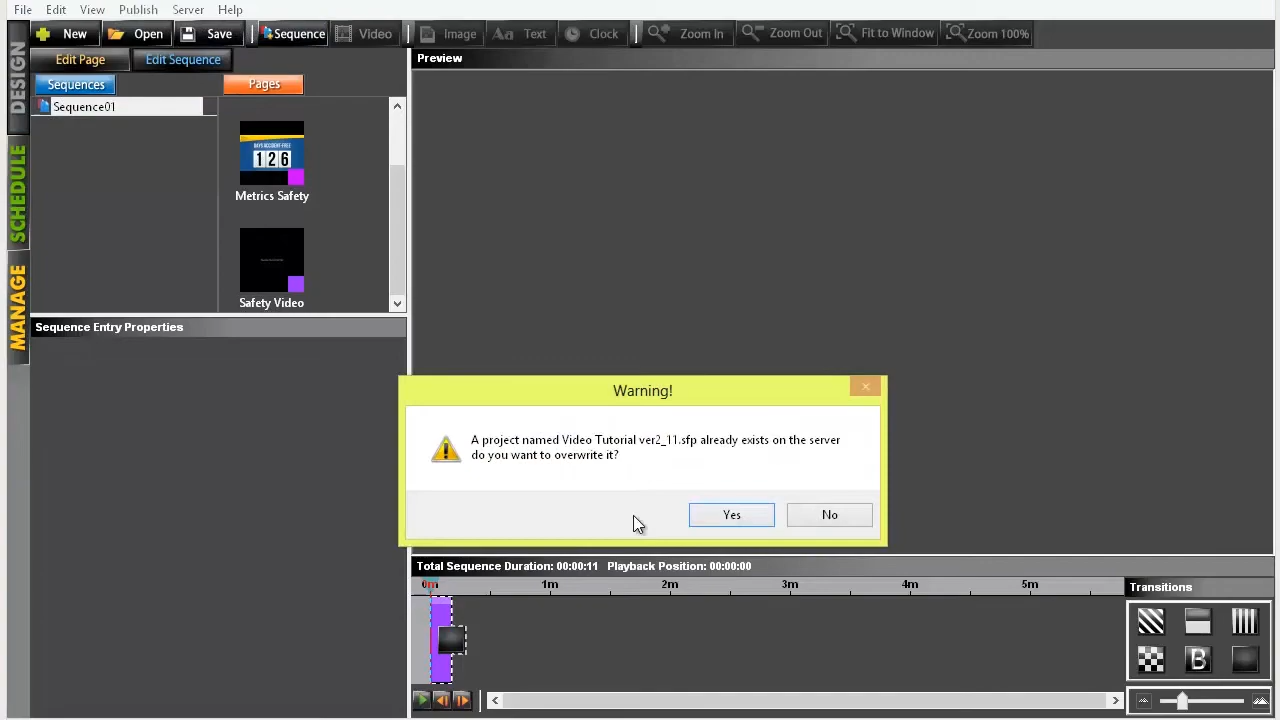 File Edit View Publish Server Help
New Open Save Sequence Video Image Text Clock Zoom In Zoom Out Fit to Window Zoom 100%
DESIGN
SCHEDULE
MANAGE
Edit Page Edit Sequence
Preview
Sequences Pages
Sequence01
DAYS ACCIDENT-FREE
126
Metrics Safety
Safety Video
Sequence Entry Properties
Warning!
A project named Video Tutorial ver2_11.sfp already exists on the server
do you want to overwrite it?
Yes No
Total Sequence Duration: 00:00:11 Playback Position: 00:00:00
0m 1m 2m 3m 4m 5m
Transitions
B